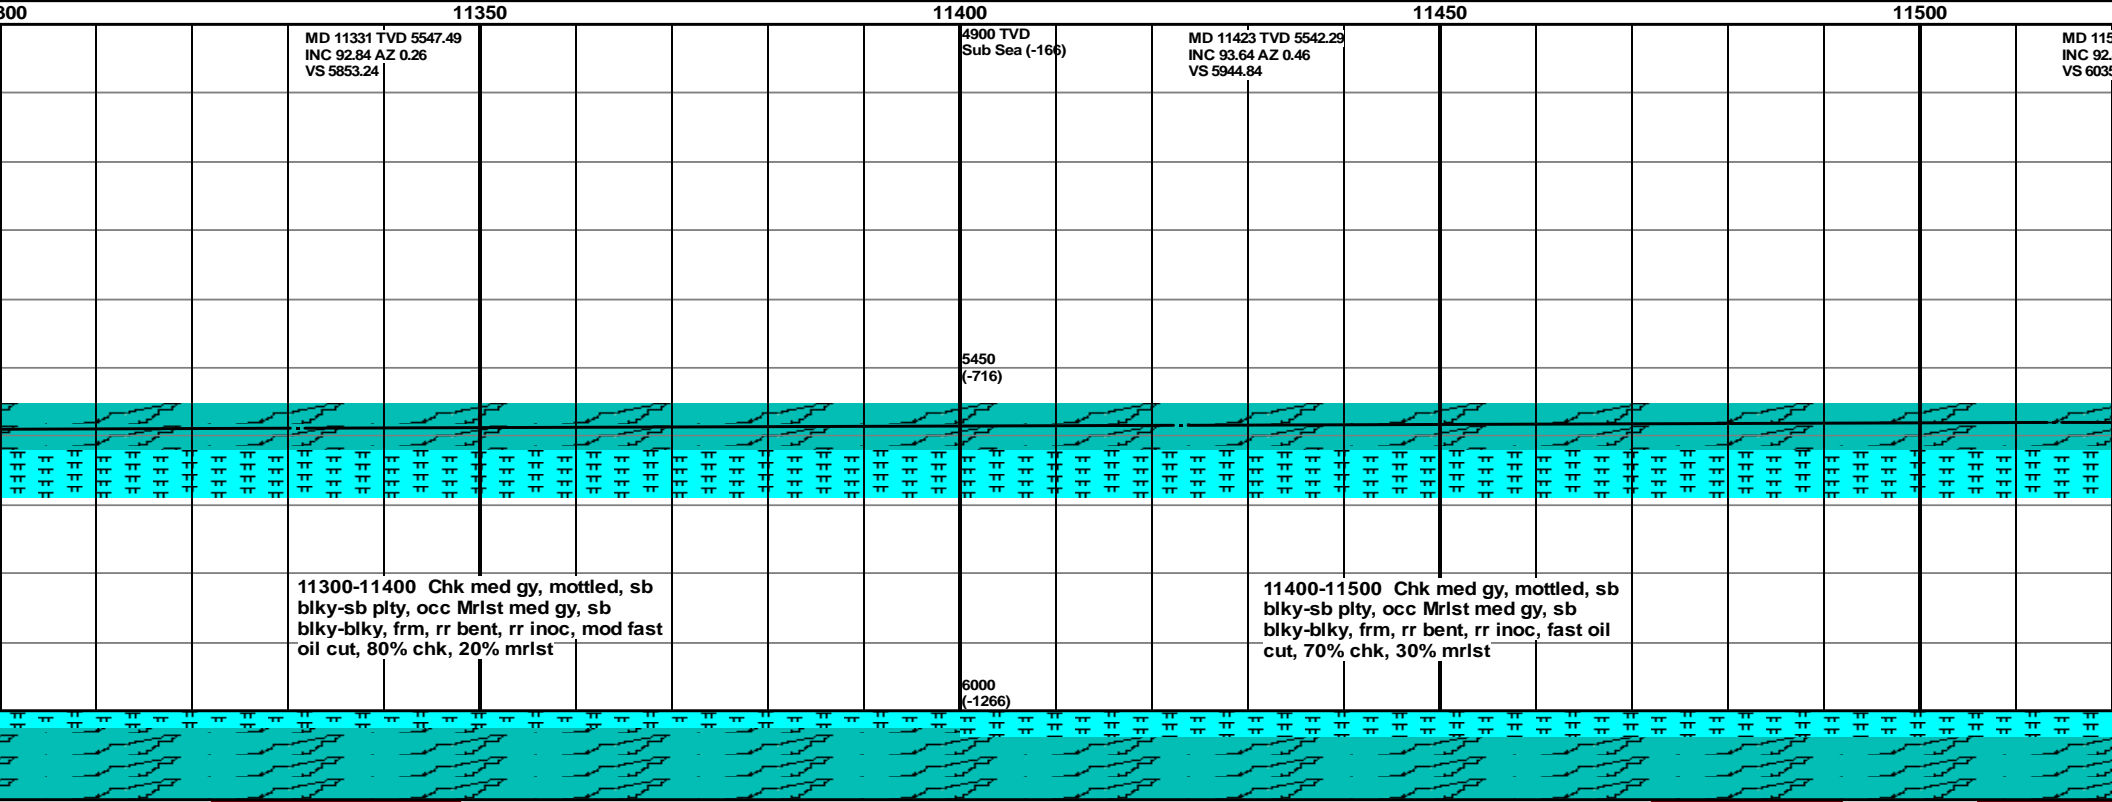 300 11350 11400 11450 11500
MD 11331 TVD 5547.49
INC 92.84 AZ 0.26
VS 5853.24
4900 TVD
Sub Sea (-166)
MD 11423 TVD 5542.29
INC 93.64 AZ 0.46
VS 5944.84
MD 115
INC 92.
VS 6035
5450
(-716)
11300-11400 Chk med gy, mottled, sb
blky-sb plty, occ Mrlst med gy, sb
blky-blky, frm, rr bent, rr inoc, mod fast
oil cut, 80% chk, 20% mrlst
11400-11500 Chk med gy, mottled, sb
blky-sb plty, occ Mrlst med gy, sb
blky-blky, frm, rr bent, rr inoc, fast oil
cut, 70% chk, 30% mrlst
6000
(-1266)